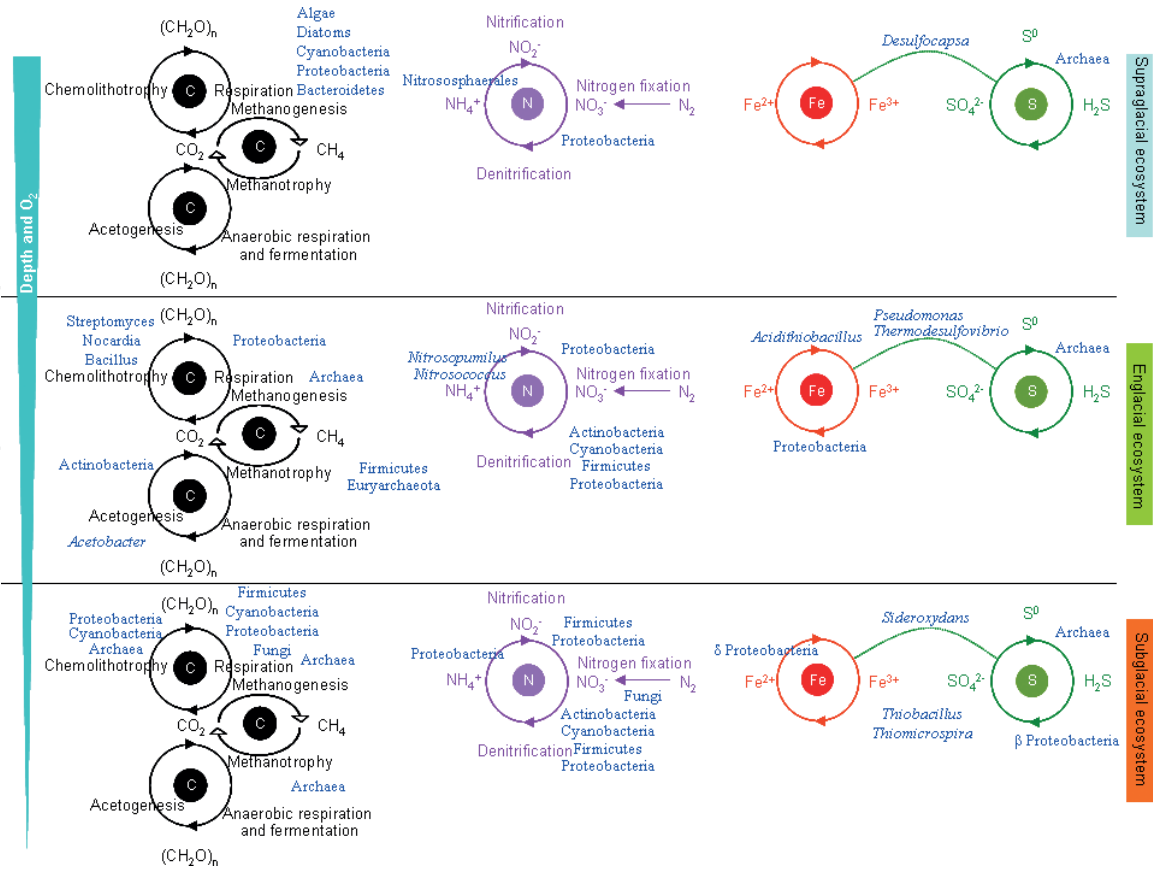 Depth and O2
Supraglacial ecosystem
(CH2O)n
Algae
Diatoms
Cyanobacteria
Proteobacteria
Bacteroidetes
Chemolithotrophy
C
Respiration
Methanogenesis
CO2
C
CH4
Methanotrophy
C
Acetogenesis
Anaerobic respiration
and fermentation
(CH2O)n
Nitrification
NO2-
Nitrososphaerales
NH4+
N
Nitrogen fixation
NO3-
N2
Proteobacteria
Denitrification
Fe2+
Fe
Fe3+
Desulfocapsa
S0
Archaea
SO42-
S
H2S
Englacial ecosystem
Streptomyces
Nocardia
Bacillus
(CH2O)n
Proteobacteria
Chemolithotrophy
C
Respiration
Archaea
Methanogenesis
CO2
C
CH4
Actinobacteria
Methanotrophy
Firmicutes
Euryarchaeota
C
Acetogenesis
Anaerobic respiration
and fermentation
Acetobacter
(CH2O)n
Nitrification
NO2-
Proteobacteria
Nitrosopumilus
Nitrosococcus
NH4+
N
Nitrogen fixation
NO3-
N2
Actinobacteria
Cyanobacteria
Firmicutes
Proteobacteria
Denitrification
Acidithiobacillus
Fe2+
Fe
Fe3+
Proteobacteria
Pseudomonas
Thermodesulfovibrio
S0
Archaea
SO42-
S
H2S
Subglacial ecosystem
(CH2O)n
Firmicutes
Cyanobacteria
Proteobacteria
Fungi
Proteobacteria
Cyanobacteria
Archaea
Chemolithotrophy
C
Respiration
Archaea
Methanogenesis
CO2
C
CH4
Methanotrophy
Archaea
C
Acetogenesis
Anaerobic respiration
and fermentation
(CH2O)n
Nitrification
NO2-
Firmicutes
Proteobacteria
Proteobacteria
NH4+
N
Nitrogen fixation
NO3-
N2
Fungi
Actinobacteria
Cyanobacteria
Firmicutes
Proteobacteria
Denitrification
δ Proteobacteria
Fe2+
Fe
Fe3+
Sideroxydans
S0
Archaea
SO42-
S
H2S
Thiobacillus
Thiomicrospira
β Proteobacteria